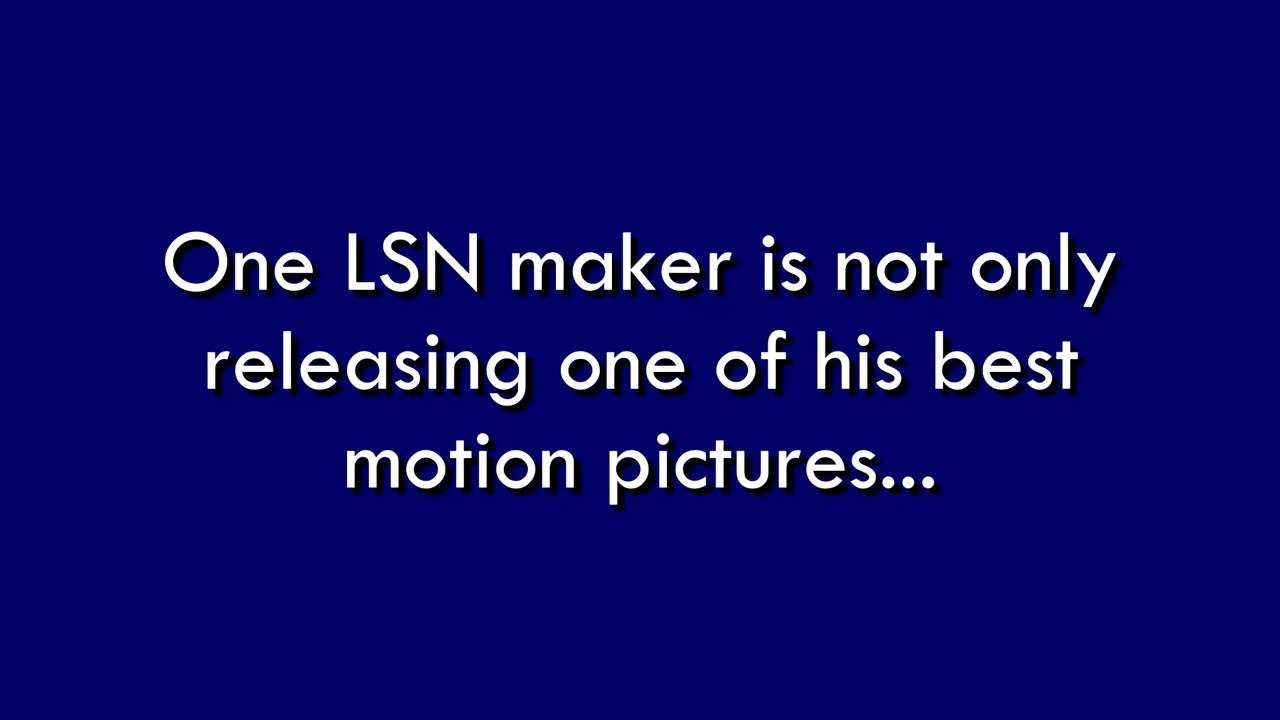 One LSN maker is not only
releasing one of his best
motion pictures...